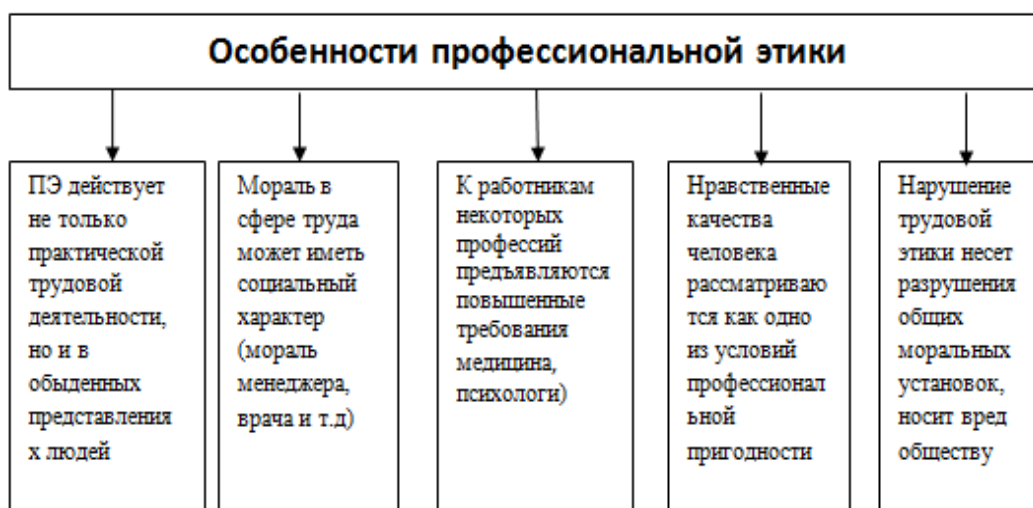 Особенности профессиональной этики
ПЭ действует
не только
практической
трудовой
деятельности,
но и в
обыденных
представления
х людей
Мораль в
сфере труда
может иметь
социальный
характер
(мораль
менеджера,
врача и т.д)
К работникам
некоторых
профессий
предъявляются
повышенные
требования
медицина,
психологи)
Нравственные
качества
человека
рассматриваю
тся как одно
из условий
профессионал
ьной
пригодности
Нарушение
трудовой
этики несет
разрушения
общих
моральных
установок,
носит вред
обществу